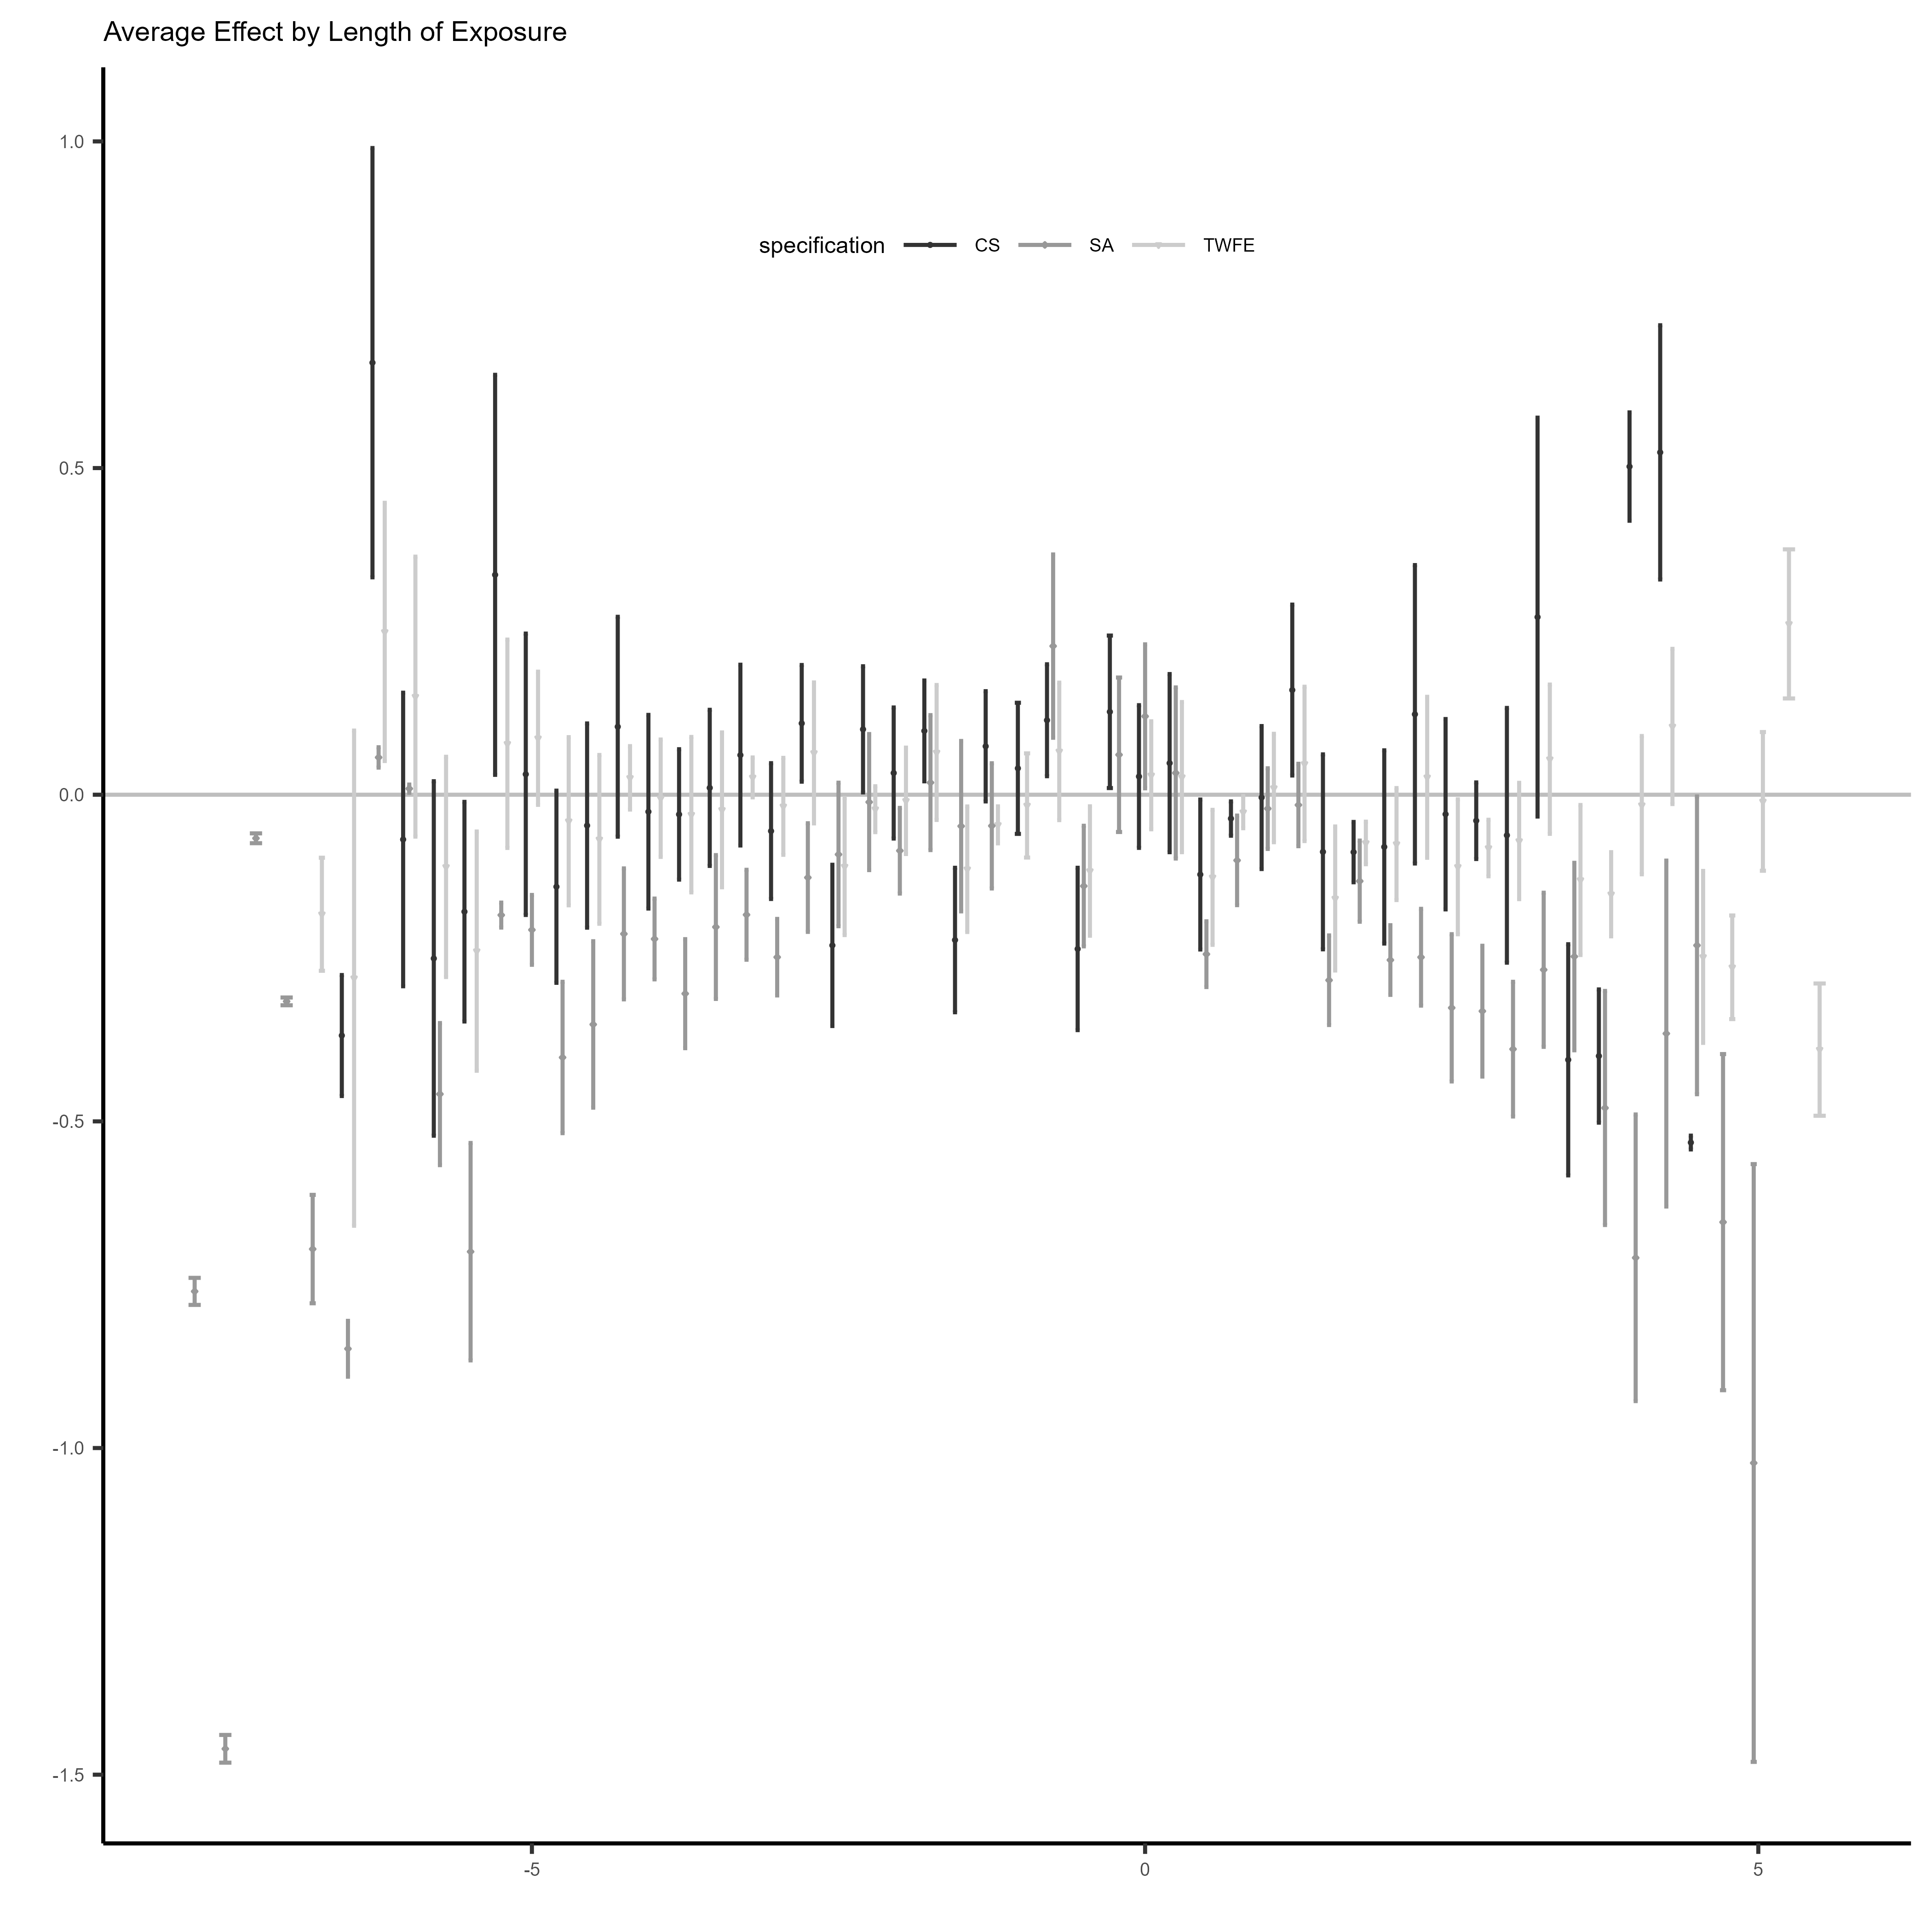 Average Effect by Length of Exposure
1.0
specification CS SA TWFE
0.5
0.0
-0.5
-1.0
-1.5
-5 0 5